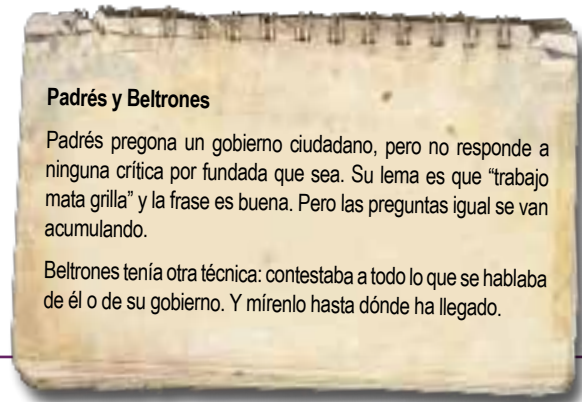 Padrés y Beltrones
Padrés pregona un gobierno ciudadano, pero no responde a
ninguna crítica por fundada que sea. Su lema es que “trabajo
mata grilla” y la frase es buena. Pero las preguntas igual se van
acumulando.
Beltrones tenía otra técnica: contestaba a todo lo que se hablaba
de él o de su gobierno. Y mírenlo hasta dónde ha llegado.